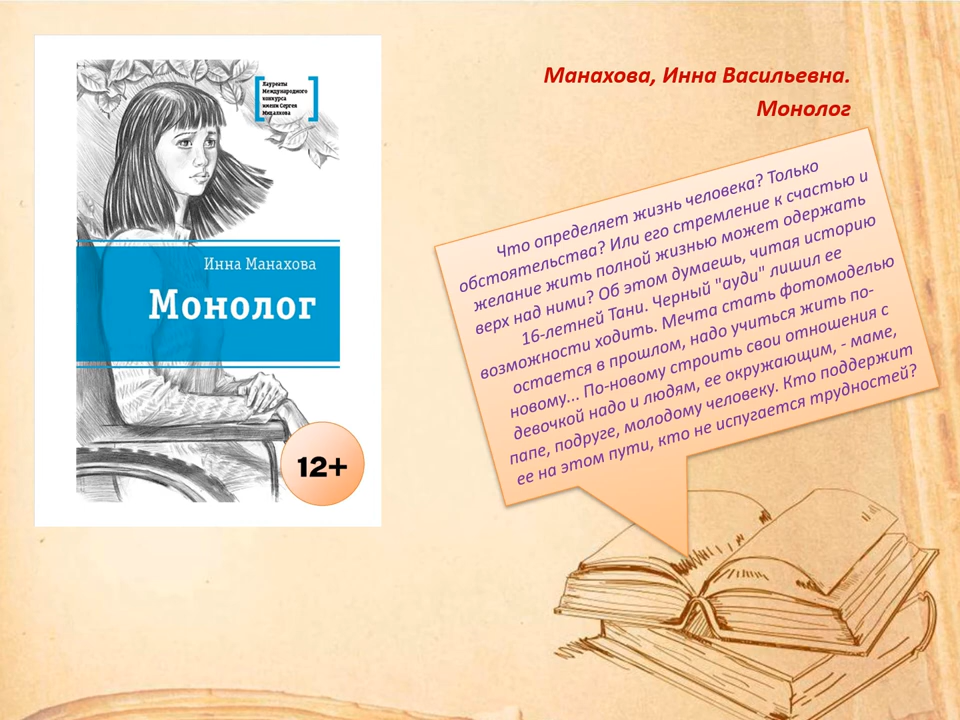 Лауреаты
Международного
конкурса
имени Сергея
Михалкова
Инна Манахова
Монолог
12+
Манахова, Инна Васильевна.
Монолог
Что определяет жизнь человека? Только
обстоятельства? Или его стремление к счастью и
желание жить полной жизнью может одержать
верх над ними? Об этом думаешь, читая историю
16-летней Тани. Черный "ауди" лишил ее
возможности ходить. Мечта стать фотомоделью
остается в прошлом, надо учиться жить по-
новому... По-новому строить свои отношения с
девочкой надо и людям, ее окружающим, - маме,
папе, подруге, молодому человеку. Кто поддержит
ее на этом пути, кто не испугается трудностей?